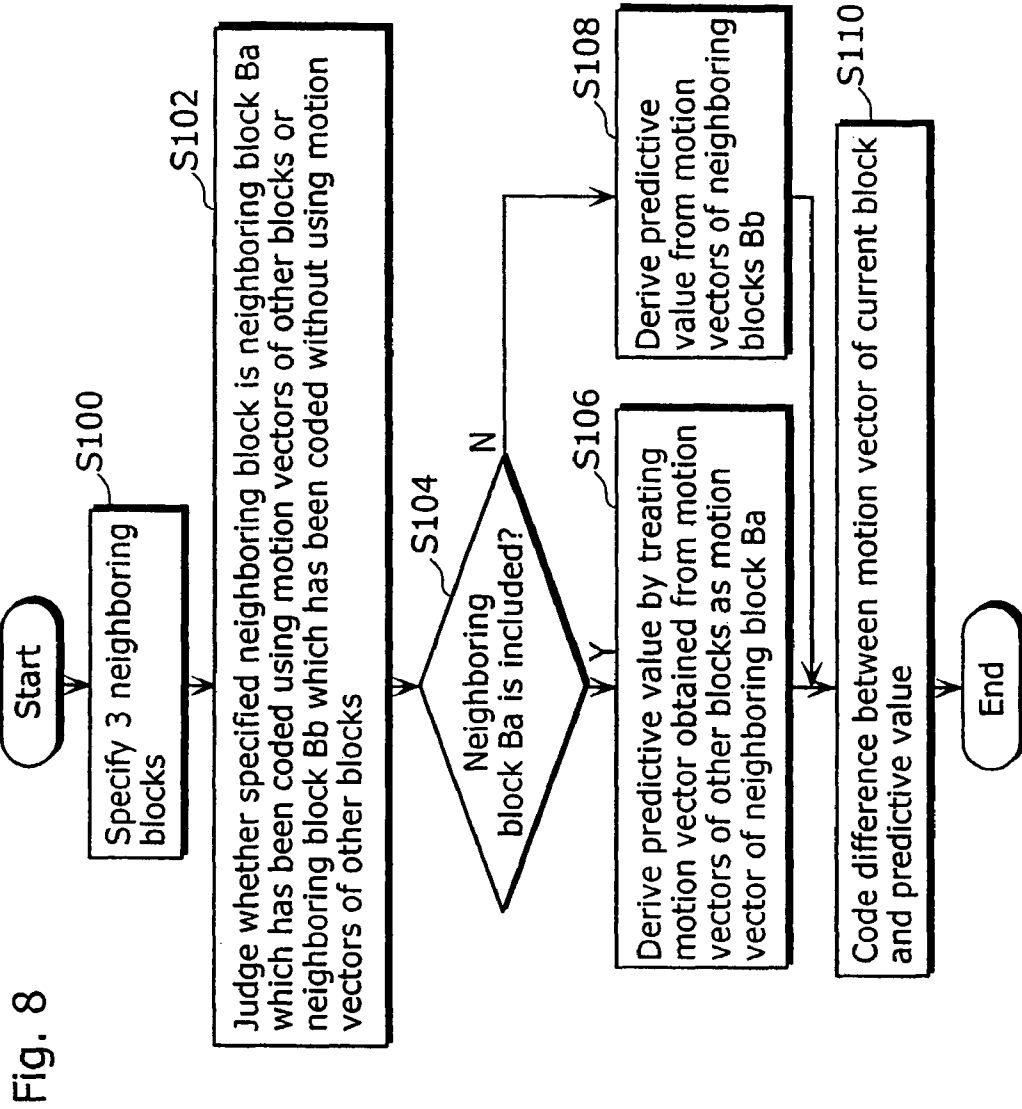 Fig. 8
Start
S100
Specify 3 neighboring
blocks
S102
Judge whether specified neighboring block is neighboring block Ba
which has been coded using motion vectors of other blocks or
neighboring block Bb which has been coded without using motion
vectors of other blocks
S104
Neighboring
block Ba is included?
N
Y
S106
Derive predictive value by treating
motion vector obtained from motion
vectors of other blocks as motion
vector of neighboring block Ba
S108
Derive predictive
value from motion
vectors of neighboring
blocks Bb
S110
Code difference between motion vector of current block
and predictive value
End